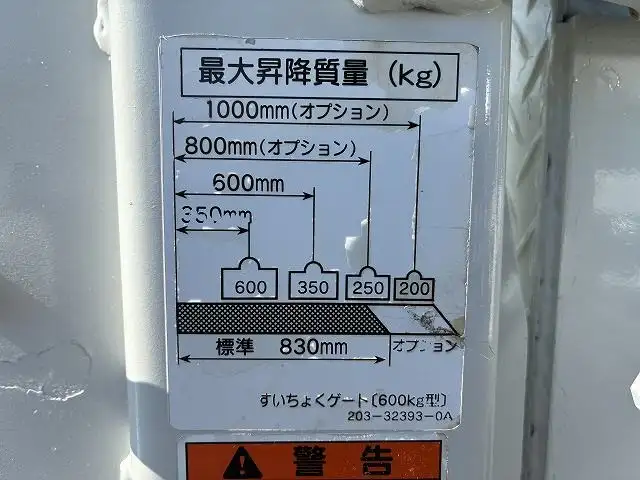 最大昇降質量 (kg)
1000mm(オプション)
800mm(オプション)
600mm
350mm
600 350 250 200
標準 830mm オプション
すいちょくゲート〔600kg型〕
203-32393-0A
警告